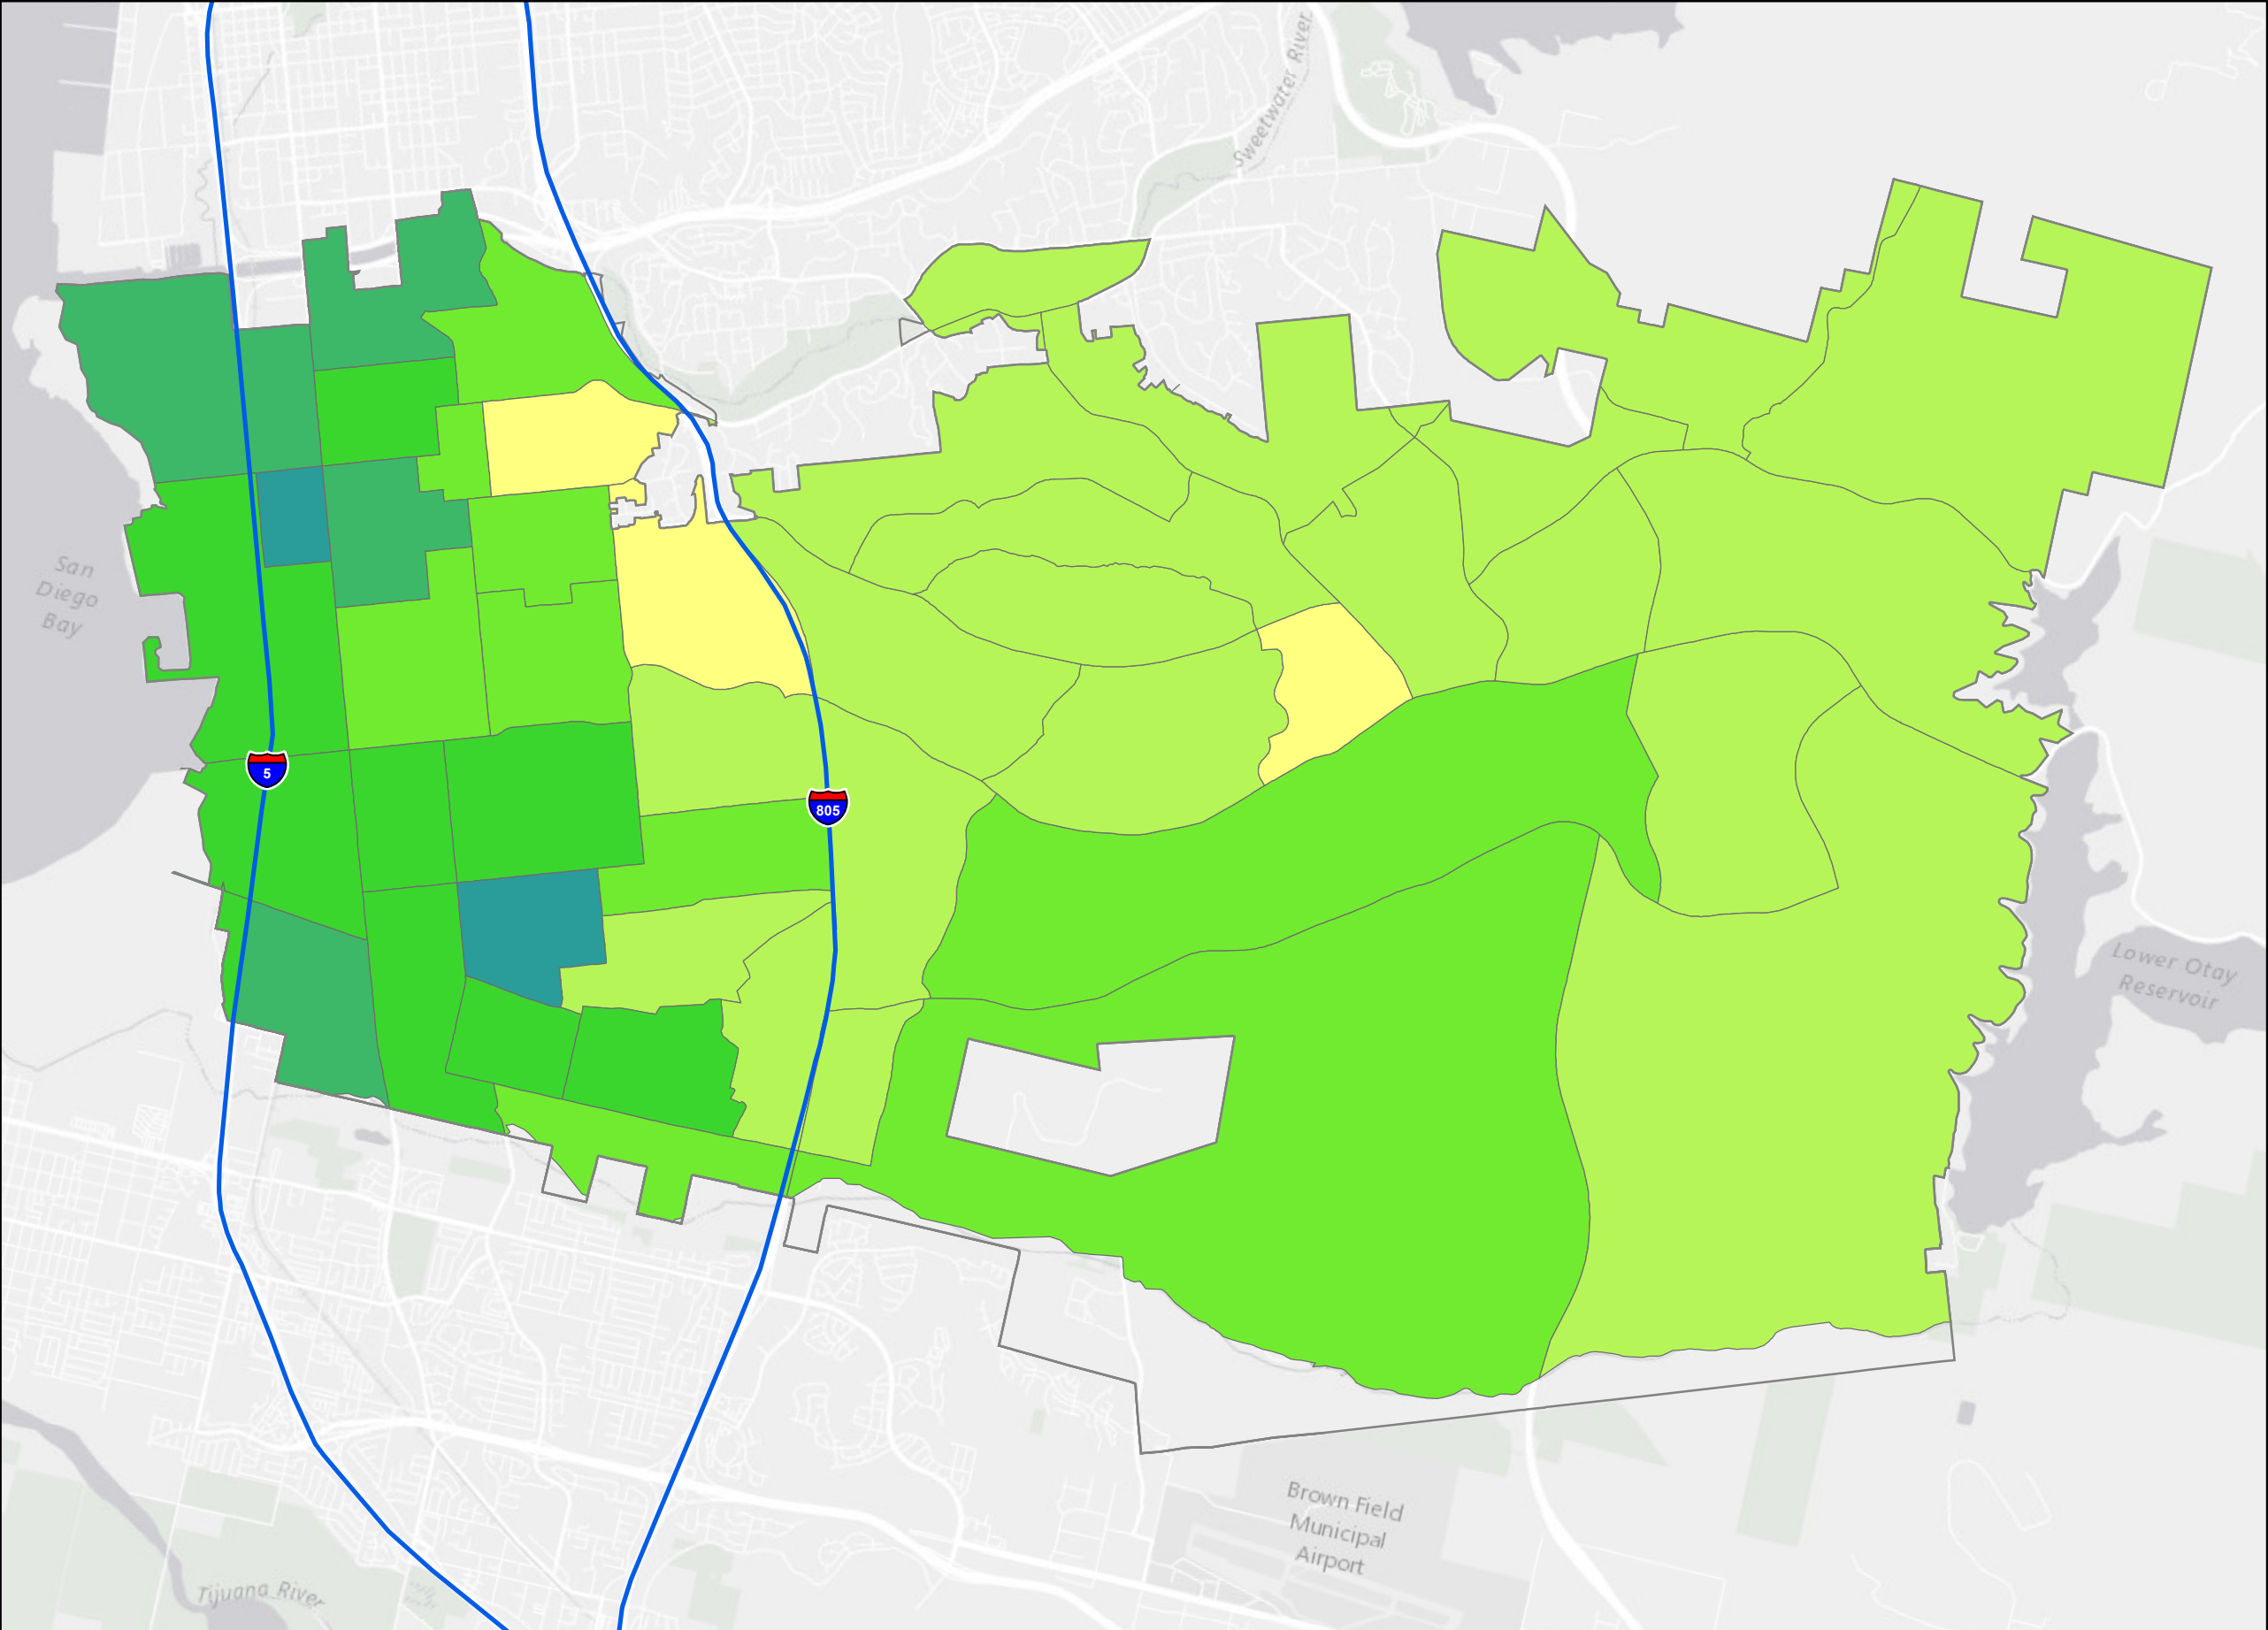 Sweetwater River
San
Diego
Bay
5
805
Lower Otay
Reservoir
Brown Field
Municipal
Airport
Tijuana River